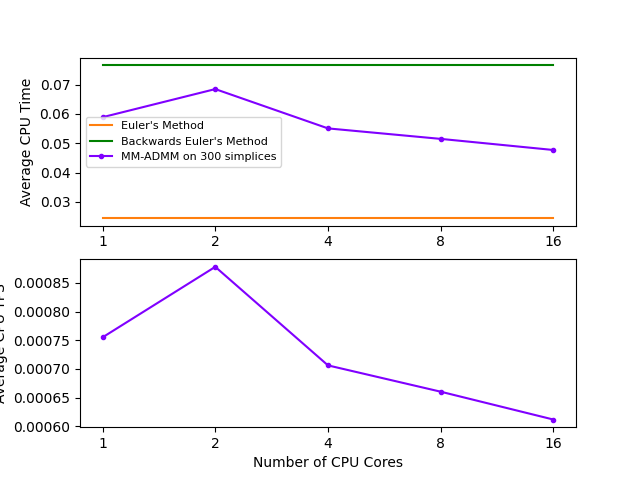 Average CPU Time
0.07
0.06
0.05
0.04
0.03
Euler's Method
Backwards Euler's Method
MM-ADMM on 300 simplices
1 2 4 8 16
Average CPU
0.00085
0.00080
0.00075
0.00070
0.00065
0.00060
1 2 4 8 16
Number of CPU Cores